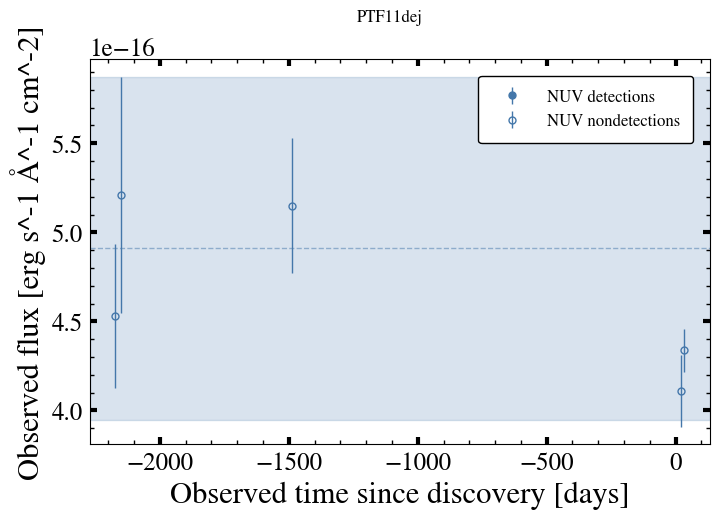 PTF11dej
1e−16
NUV detections
NUV nondetections
5.5
5.0
4.5
4.0
Observed flux [erg s^-1 Å^-1 cm^-2]
−2000 −1500 −1000 −500 0
Observed time since discovery [days]